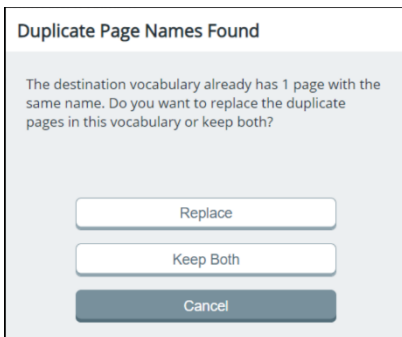 Duplicate Page Names Found
The destination vocabulary already has 1 page with the
same name. Do you want to replace the duplicate
pages in this vocabulary or keep both?
Replace
Keep Both
Cancel